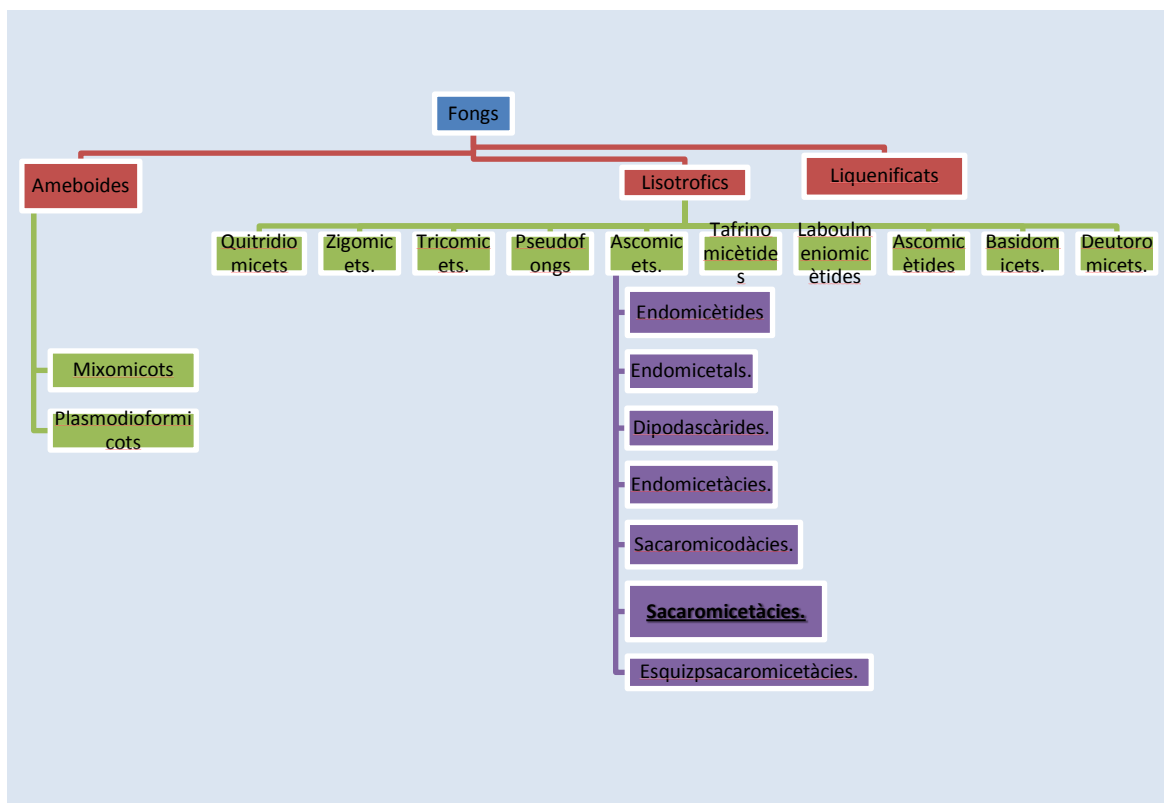 Fongs
Ameboides
Lisotrofics
Liquenificats
Quitridio
micets
Zigomic
ets.
Tricomic
ets.
Pseudof
ongs
Ascomic
ets.
Tafrino
micètide
s
Laboulm
eniomic
ètides
Ascomic
ètides
Basidom
icets.
Deutoro
micets.
Endomicètides
Endomicetals.
Dipodascàrides.
Endomicetàcies.
Sacaromicodàcies.
Sacaromicetàcies.
Esquizpsacaromicetàcies.
Mixomicots
Plasmodioformi
cots